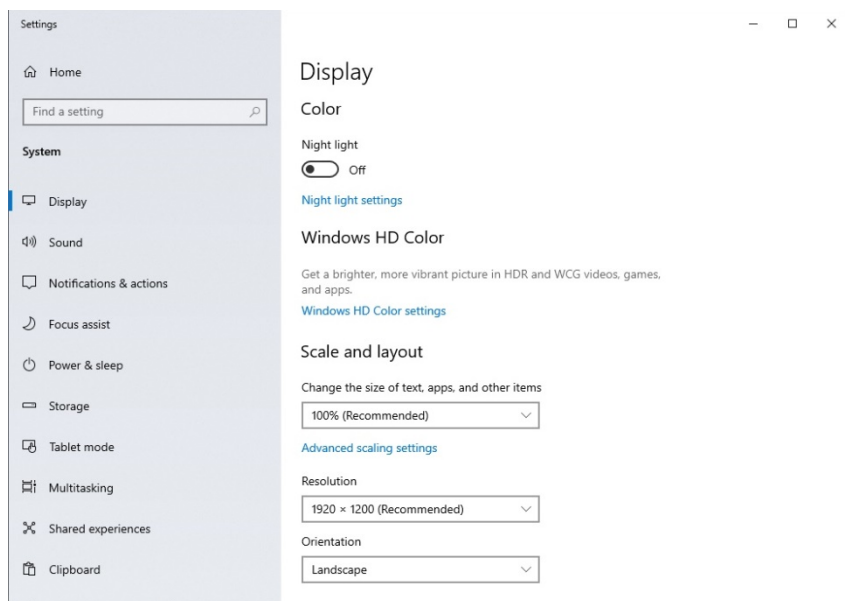 Settings
Home
Find a setting
System
Display
Sound
Notifications & actions
Focus assist
Power & sleep
Storage
Tablet mode
Multitasking
Shared experiences
Clipboard
Display
Color
Night light
Off
Night light settings
Windows HD Color
Get a brighter, more vibrant picture in HDR and WCG videos, games,
and apps.
Windows HD Color settings
Scale and layout
Change the size of text, apps, and other items
100% (Recommended)
Advanced scaling settings
Resolution
1920 × 1200 (Recommended)
Orientation
Landscape